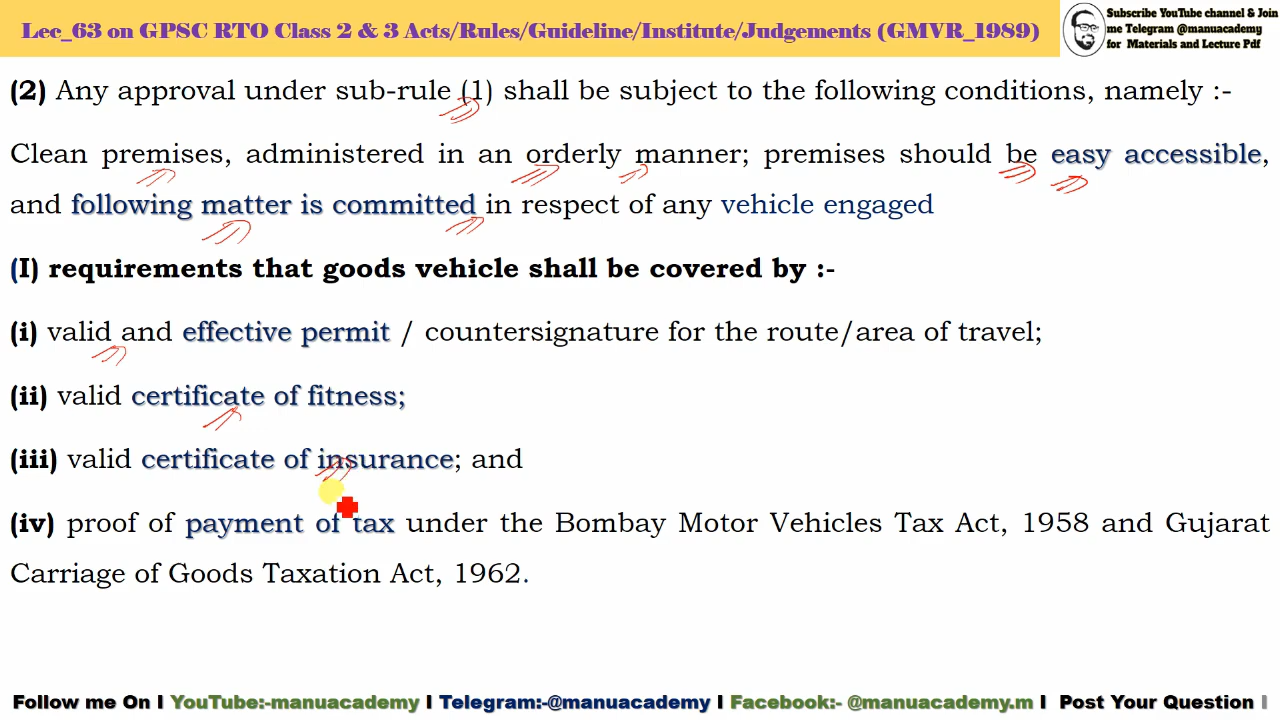 Lec_63 on GPSC RTO Class 2 & 3 Acts/Rules/Guideline/Institute/Judgements (GMVR_1989)
Subscribe YouTube channel & Join
me Telegram @manuacademy
for Materials and Lecture Pdf
(2) Any approval under sub-rule (1) shall be subject to the following conditions, namely :-
Clean premises, administered in an orderly manner; premises should be easy accessible,
and following matter is committed in respect of any vehicle engaged
(I) requirements that goods vehicle shall be covered by :-
(i) valid and effective permit / countersignature for the route/area of travel;
(ii) valid certificate of fitness;
(iii) valid certificate of insurance; and
(iv) proof of payment of tax under the Bombay Motor Vehicles Tax Act, 1958 and Gujarat
Carriage of Goods Taxation Act, 1962.
Follow me On I YouTube:-manuacademy I Telegram:-@manuacademy I Facebook:- @manuacademy.m I Post Your Question I